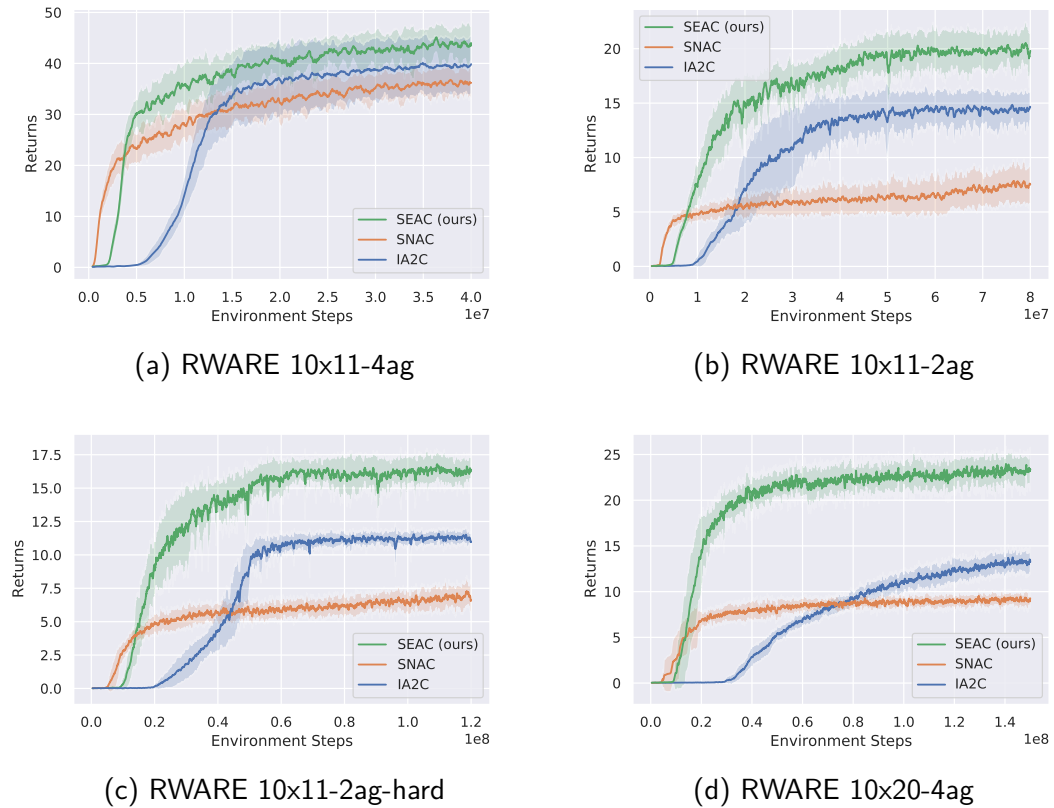 50
40
30
20
10
0
Returns
SEAC (ours)
SNAC
IA2C
0.0 0.5 1.0 1.5 2.0 2.5 3.0 3.5 4.0
1e7
Environment Steps
(a) RWARE 10x11-4ag
20
15
10
5
0
Returns
SEAC (ours)
SNAC
IA2C
0 1 2 3 4 5 6 7 8
1e7
Environment Steps
(b) RWARE 10x11-2ag
17.5
15.0
12.5
10.0
7.5
5.0
2.5
0.0
Returns
SEAC (ours)
SNAC
IA2C
0.0 0.2 0.4 0.6 0.8 1.0 1.2
1e8
Environment Steps
(c) RWARE 10x11-2ag-hard
25
20
15
10
5
0
Returns
SEAC (ours)
SNAC
IA2C
0.0 0.2 0.4 0.6 0.8 1.0 1.2 1.4
1e8
Environment Steps
(d) RWARE 10x20-4ag